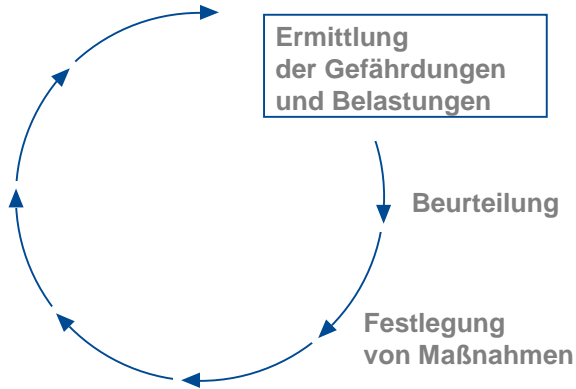 Ermittlung
der Gefährdungen
und Belastungen
Beurteilung
Festlegung
von Maßnahmen